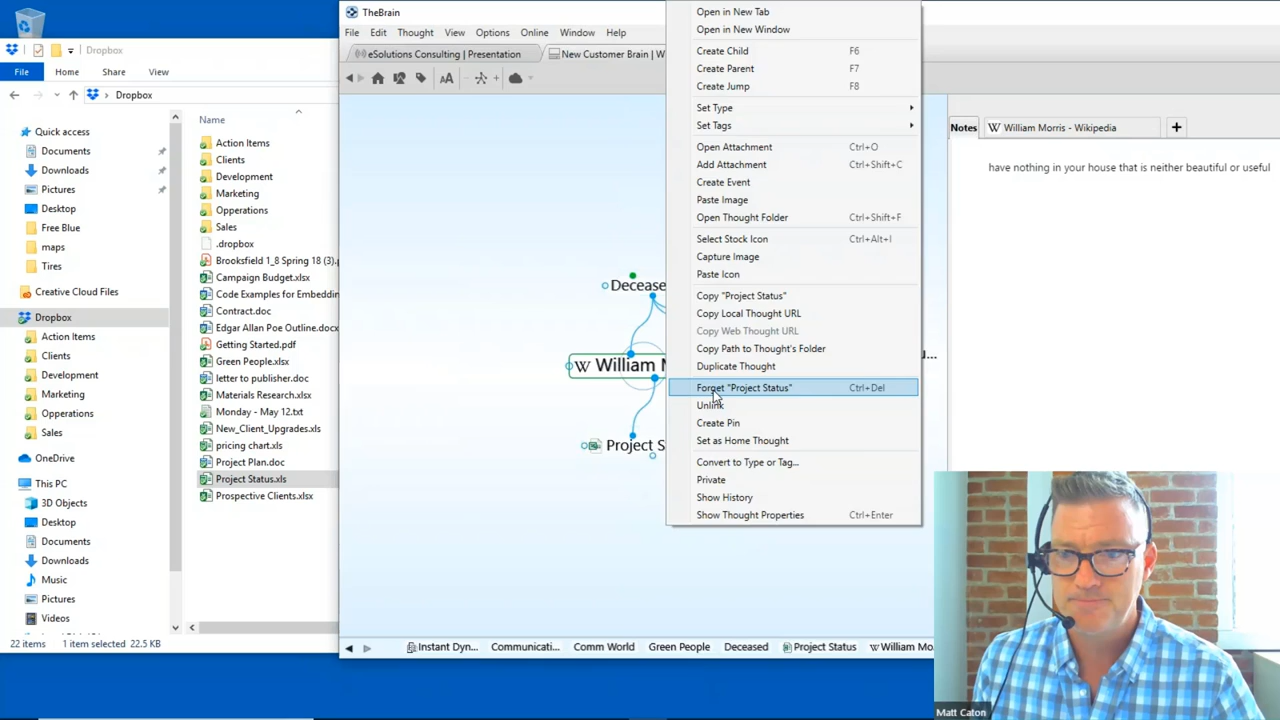 Dropbox
File Home Share View
Dropbox
Name
Quick access
Documents
Downloads
Pictures
Desktop
Free Blue
maps
Tires
Creative Cloud Files
Dropbox
Action Items
Clients
Development
Marketing
Opperations
Sales
OneDrive
This PC
3D Objects
Desktop
Documents
Downloads
Music
Pictures
Videos
Action Items
Clients
Development
Marketing
Opperations
Sales
.dropbox
Brooksfield 1_8 Spring 18 (3).p
Campaign Budget.xlsx
Code Examples for Embeddin
Contract.doc
Edgar Allan Poe Outline.docx
Getting Started.pdf
Green People.xlsx
letter to publisher.doc
Materials Research.xlsx
Monday - May 12.txt
New_Client_Upgrades.xls
pricing chart.xls
Project Plan.doc
Project Status.xls
Prospective Clients.xlsx
22 items 1 item selected 22.5 KB
TheBrain
File Edit Thought View Options Online Window Help
eSolutions Consulting | Presentation New Customer Brain | W
AA
Decease
W William Mo
Project S
Open in New Tab
Open in New Window
Create Child F6
Create Parent F7
Create Jump F8
Set Type
Set Tags
Open Attachment Ctrl+O
Add Attachment Ctrl+Shift+C
Create Event
Paste Image
Open Thought Folder Ctrl+Shift+F
Select Stock Icon Ctrl+Alt+I
Capture Image
Paste Icon
Copy "Project Status"
Copy Local Thought URL
Copy Web Thought URL
Copy Path to Thought's Folder
Duplicate Thought
Forget "Project Status" Ctrl+Del
Unlink
Create Pin
Set as Home Thought
Convert to Type or Tag...
Private
Show History
Show Thought Properties Ctrl+Enter
Notes W William Morris - Wikipedia
have nothing in your house that is neither beautiful or useful
Instant Dyn... Communicati... Comm World Green People Deceased Project Status W William Mo
Matt Caton